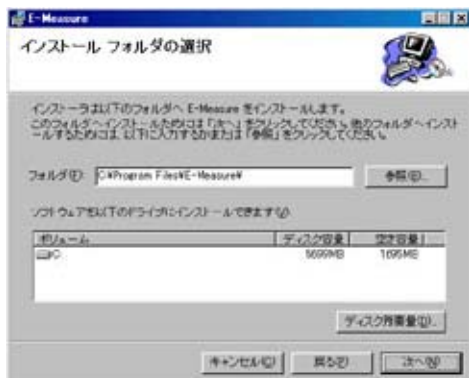 E-Measure
インストール フォルダの選択
インストーラは以下のフォルダへ E-Measure をインストールします。
このフォルダへインストールするためには「次へ」をクリックしてください。他のフォルダへインスト
ールするためには、以下に入力するかまたは「参照」をクリックしてください。
フォルダ(F): C:¥Program Files¥E-Measure¥ 参照(R)...
ソフトウェアを以下のドライブにインストールできます(V):
ボリューム ディスク容量 空き容量
C: 5699MB 1695MB
ディスク所要量(D)...
キャンセル(C) 戻る(P) 次へ(N)